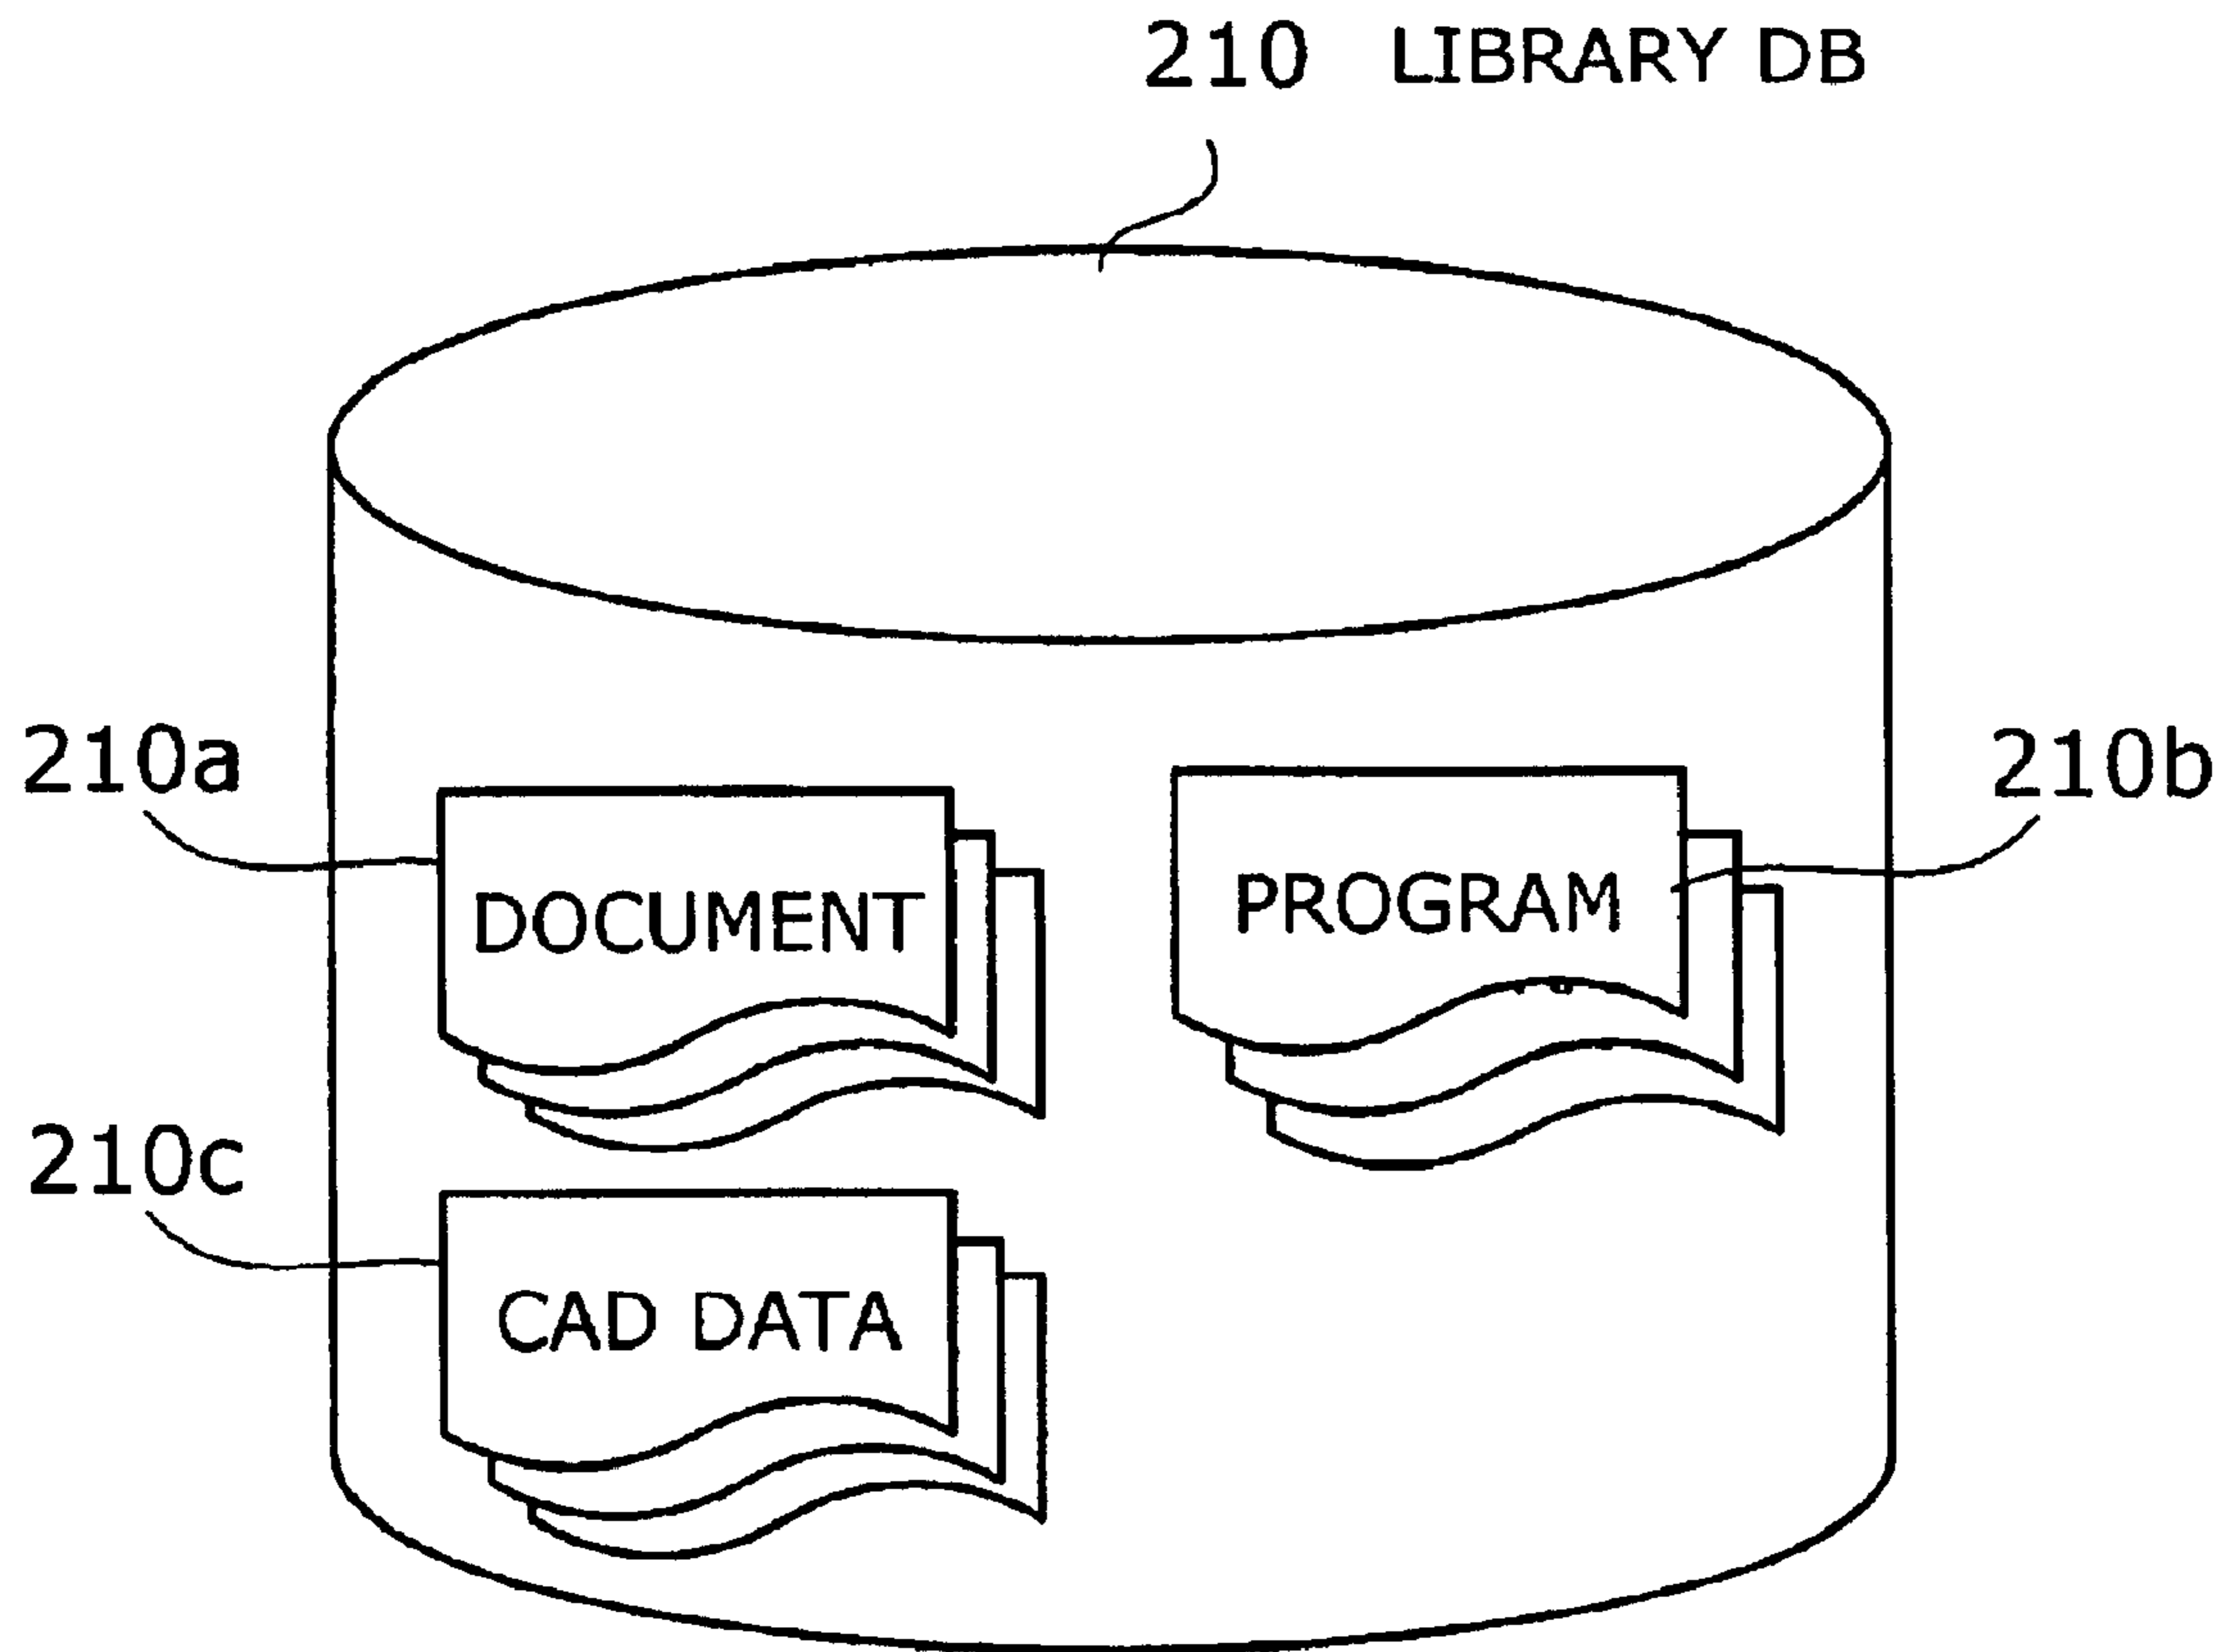 210 LIBRARY DB
210a
210b
DOCUMENT
PROGRAM
210c
CAD DATA